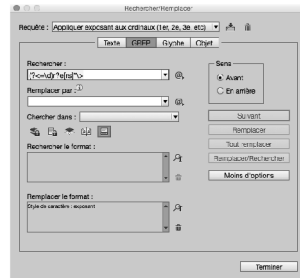 Rechercher/Remplacer
Requête : Appliquer exposant aux ordinaux (1er, 2e, 3e, etc)
Texte GREP Glyphe Objet
Rechercher :
Sens
(?<=\d)r?e[ns]*\>
Avant
Remplacer par :
En arrière
Chercher dans :
Suivant
Remplacer
Tout remplacer
Rechercher le format :
Remplacer/Rechercher
Moins d'options
Remplacer le format :
Style de caractère : exposant
Terminer